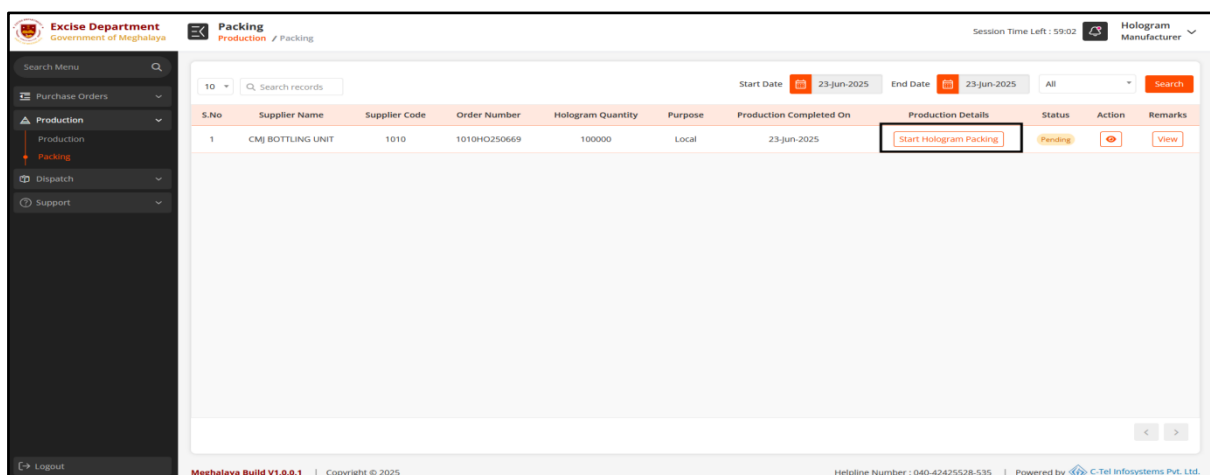 Excise Department
Government of Meghalaya
Packing
Production / Packing
Session Time Left : 59:02
Hologram
Manufacturer
Search Menu
Purchase Orders
Production
Production
Packing
Dispatch
Support
Logout
10
Search records
Start Date 23-Jun-2025 End Date 23-Jun-2025 All Search
S.No Supplier Name Supplier Code Order Number Hologram Quantity Purpose Production Completed On Production Details Status Action Remarks
1 CMJ BOTTLING UNIT 1010 1010HO250669 100000 Local 23-Jun-2025 Start Hologram Packing Pending View
Meghalaya Build V1.0.0.1 | Copyright © 2025
Helpline Number : 040-42425528-535 | Powered by C-Tel Infosystems Pvt. Ltd.